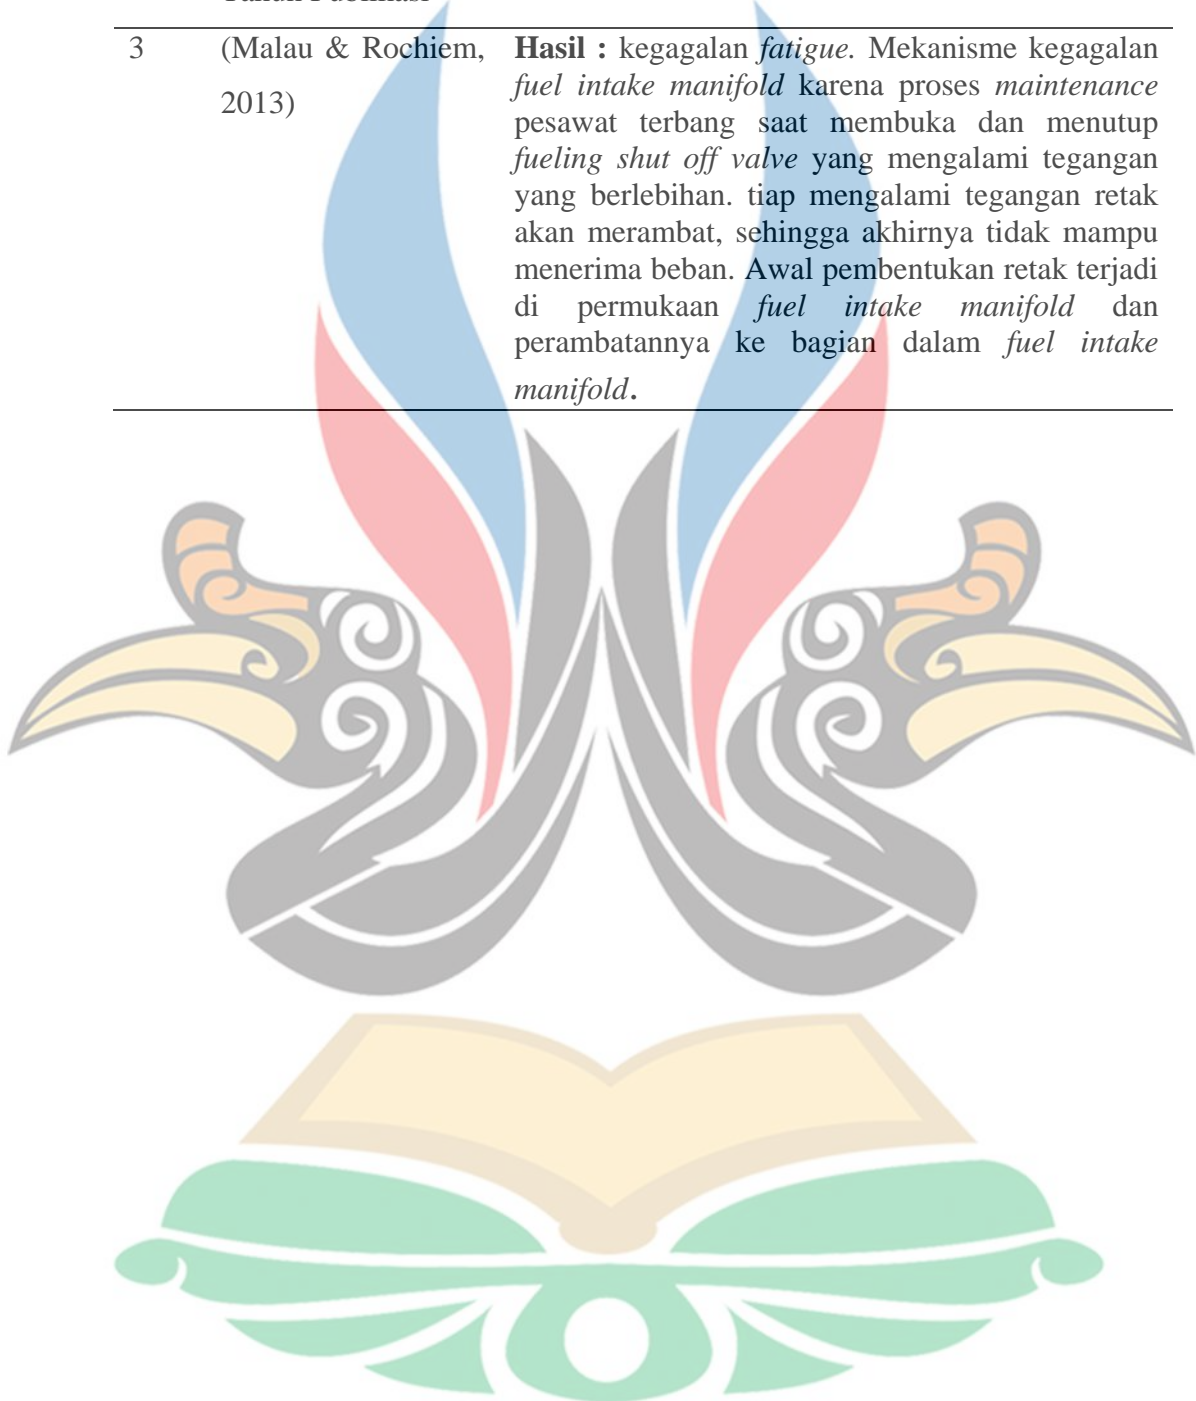 Tahun Publikasi
3 (Malau & Rochiem, Hasil : kegagalan fatigue. Mekanisme kegagalan
2013) fuel intake manifold karena proses maintenance
pesawat terbang saat membuka dan menutup
fueling shut off valve yang mengalami tegangan
yang berlebihan. tiap mengalami tegangan retak
akan merambat, sehingga akhirnya tidak mampu
menerima beban. Awal pembentukan retak terjadi
di permukaan fuel intake manifold dan
perambatannya ke bagian dalam fuel intake
manifold.